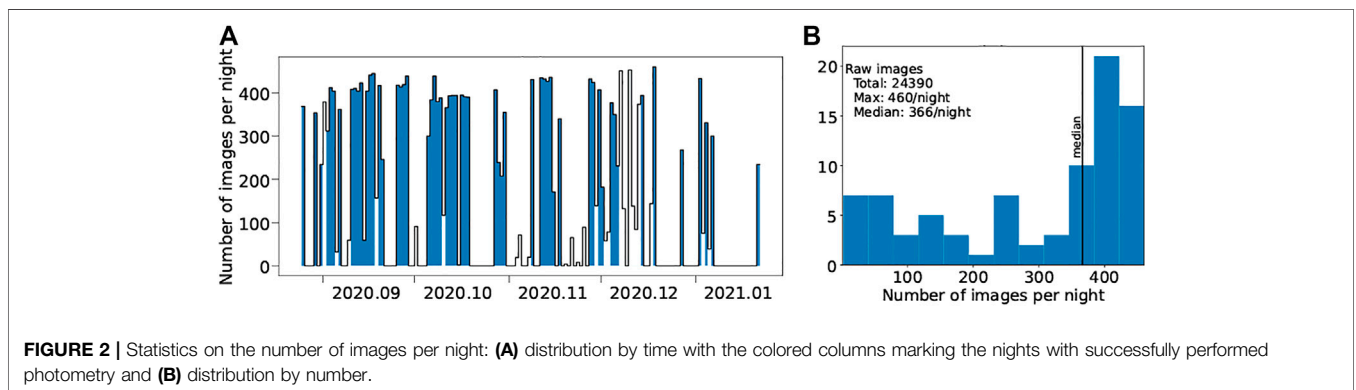 A
Number of images per night
400
300
200
100
0
2020.09 2020.10 2020.11 2020.12 2021.01
B
20
15
10
5
0
Raw images
Total: 24390
Max: 460/night
Median: 366/night
median
100 200 300 400
Number of images per night
FIGURE 2 | Statistics on the number of images per night: (A) distribution by time with the colored columns marking the nights with successfully performed
photometry and (B) distribution by number.